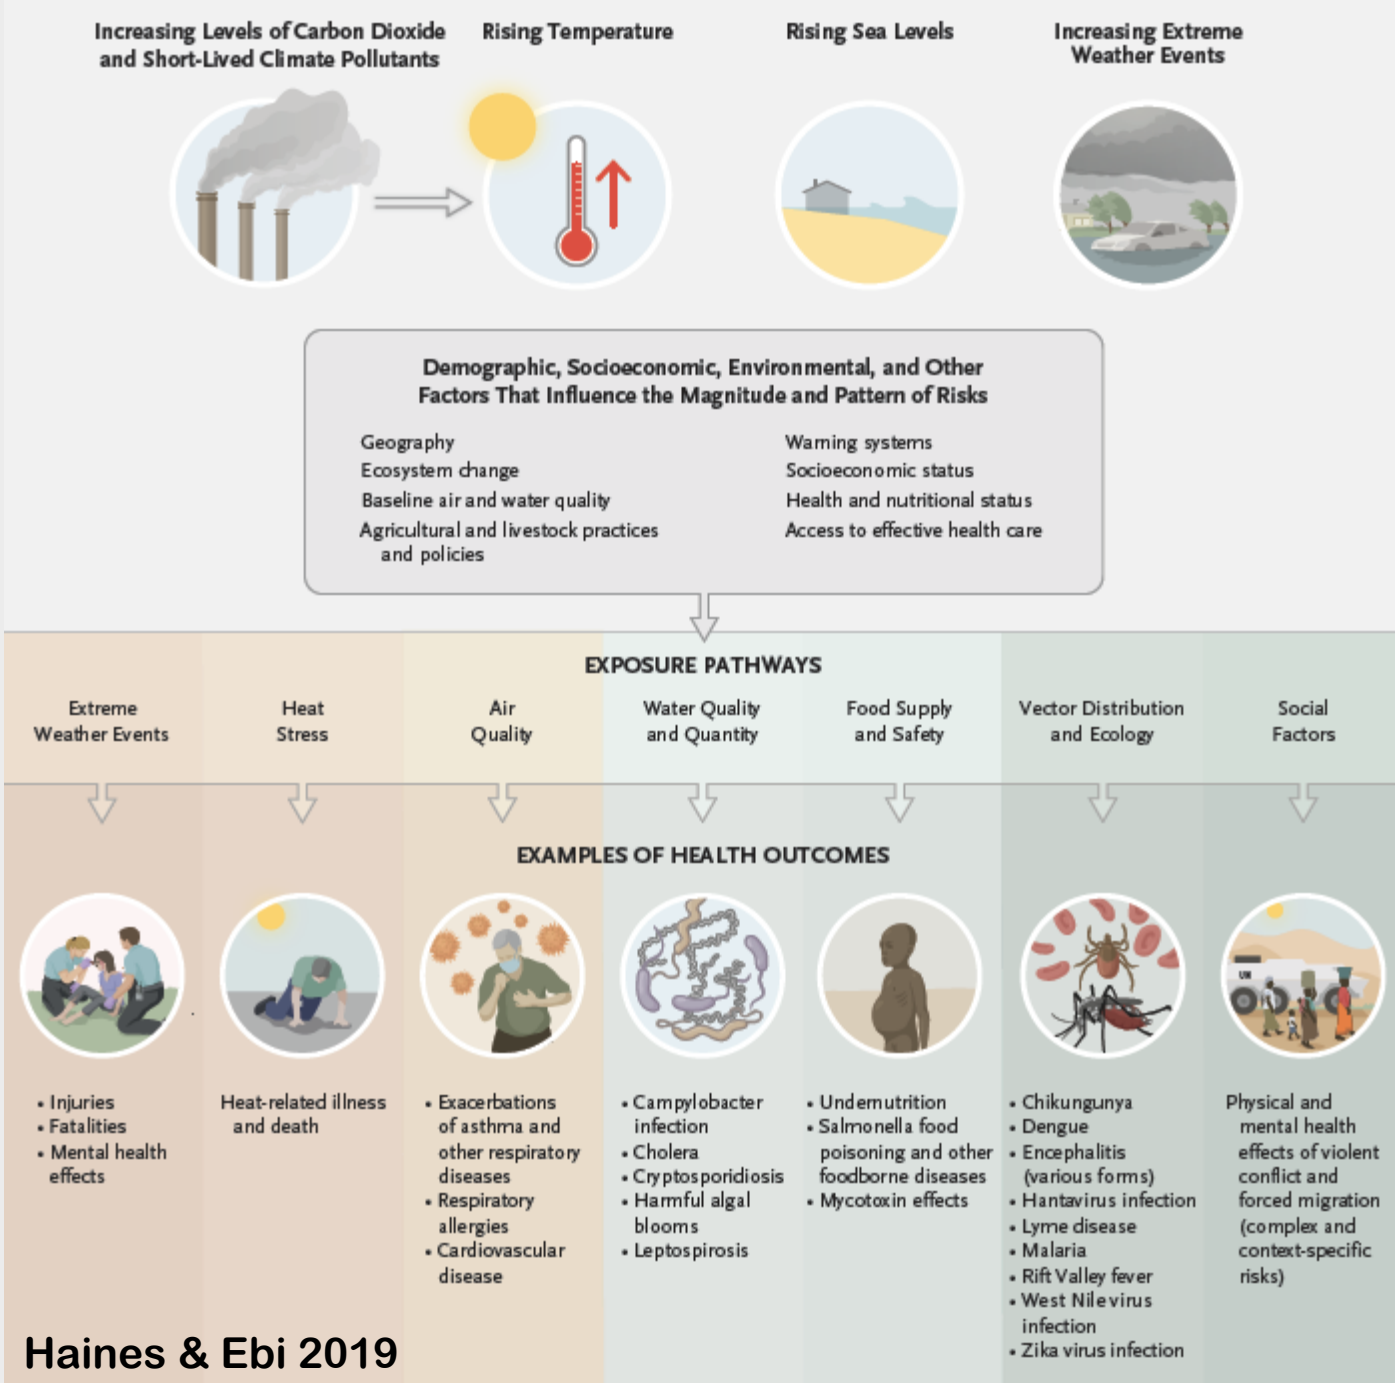 Increasing Levels of Carbon Dioxide
and Short-Lived Climate Pollutants
Rising Temperature
Rising Sea Levels
Increasing Extreme
Weather Events
Demographic, Socioeconomic, Environmental, and Other
Factors That Influence the Magnitude and Pattern of Risks
Geography
Ecosystem change
Baseline air and water quality
Agricultural and livestock practices
and policies
Warning systems
Socioeconomic status
Health and nutritional status
Access to effective health care
EXPOSURE PATHWAYS
Extreme
Weather Events
Heat
Stress
Air
Quality
Water Quality
and Quantity
Food Supply
and Safety
Vector Distribution
and Ecology
Social
Factors
EXAMPLES OF HEALTH OUTCOMES
UN
• Injuries
• Fatalities
• Mental health
effects
Heat-related illness
and death
• Exacerbations
of asthma and
other respiratory
diseases
• Respiratory
allergies
• Cardiovascular
disease
• Campylobacter
infection
• Cholera
• Cryptosporidiosis
• Harmful algal
blooms
• Leptospirosis
• Undernutrition
• Salmonella food
poisoning and other
foodborne diseases
• Mycotoxin effects
• Chikungunya
• Dengue
• Encephalitis
(various forms)
• Hantavirus infection
• Lyme disease
• Malaria
• Rift Valley fever
• West Nile virus
infection
• Zika virus infection
Physical and
mental health
effects of violent
conflict and
forced migration
(complex and
context-specific
risks)
Haines & Ebi 2019